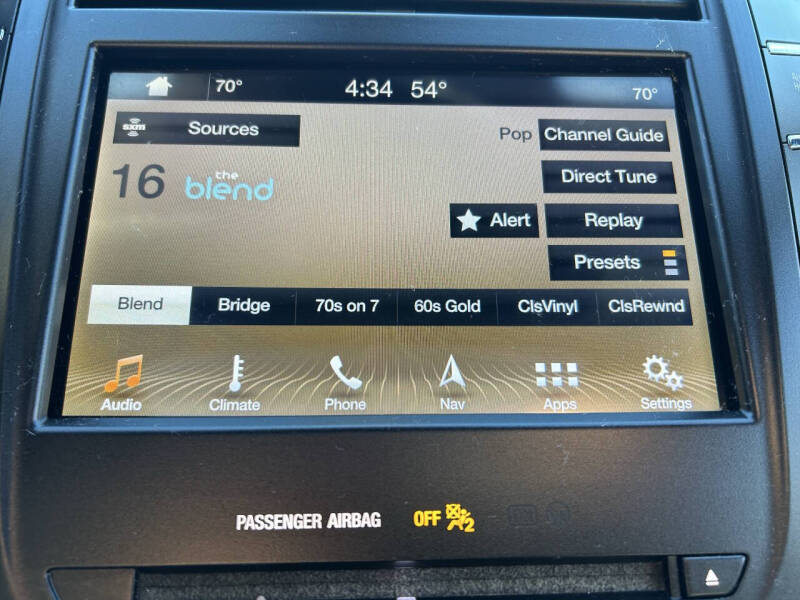 70° 4:34 54° 70°
sxm Sources Pop Channel Guide
16 the blend Direct Tune
Alert Replay
Presets
Blend Bridge 70s on 7 60s Gold ClsVinyl ClsRewnd
Audio Climate Phone Nav Apps Settings
PASSENGER AIRBAG OFF 2